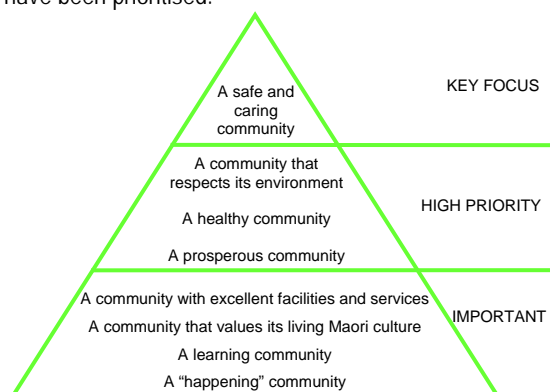 have been prioritised.
A safe and
caring
community
KEY FOCUS
A community that
respects its environment
A healthy community
A prosperous community
HIGH PRIORITY
A community with excellent facilities and services
A community that values its living Maori culture
A learning community
A "happening" community
IMPORTANT